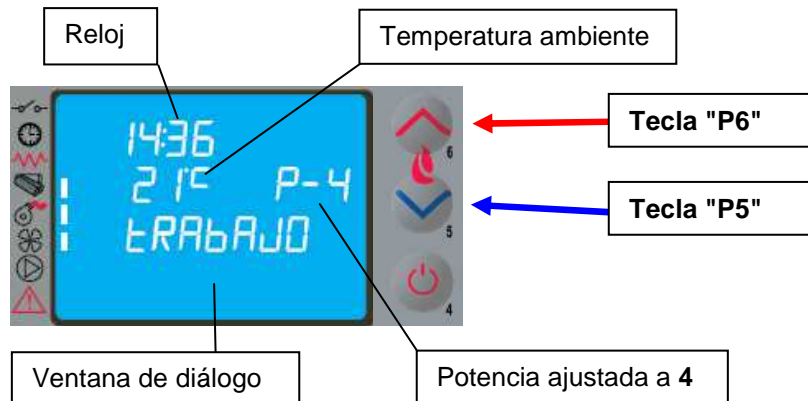 Reloj
Temperatura ambiente
14:36
21°C P-4
tRAbAJO
6
5
4
Tecla "P6"
Tecla "P5"
Ventana de diálogo
Potencia ajustada a 4